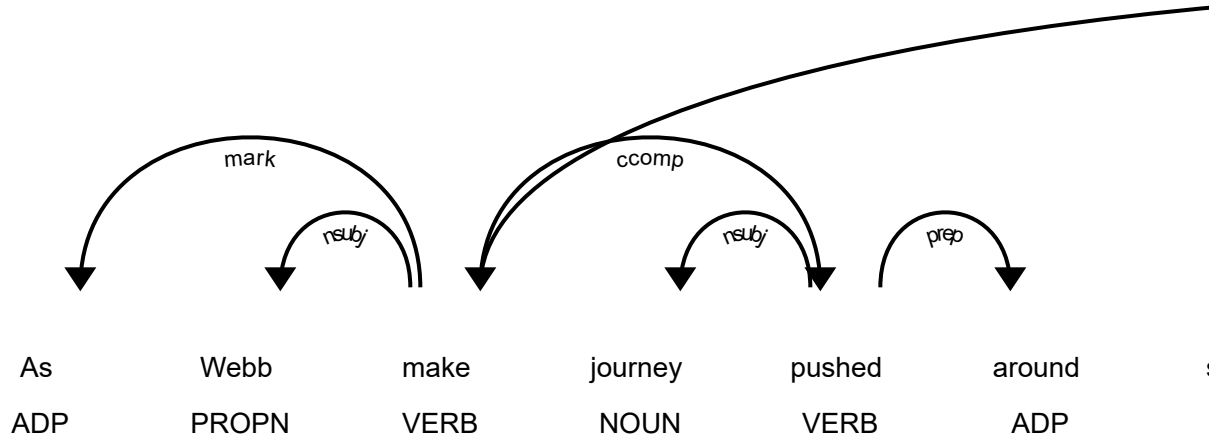 mark ccomp
nsubj nsubj prep
As Webb make journey pushed around
ADP PROPN VERB NOUN VERB ADP